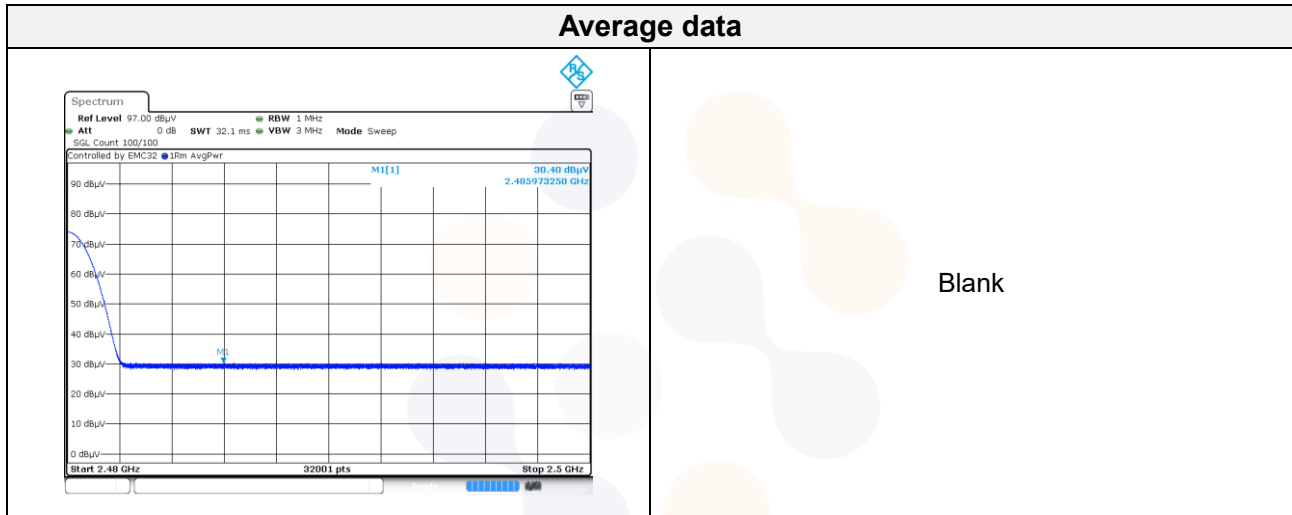 Average data
R&S
Spectrum
Ref Level 97.00 dBµV RBW 1 MHz
Att 0 dB SWT 32.1 ms VBW 3 MHz Mode Sweep
SGL Count 100/100
Controlled by EMC32 1Rm AvgPwr
M1[1] 30.40 dBµV
2.485973250 GHz
90 dBµV
80 dBµV
70 dBµV
60 dBµV
50 dBµV
40 dBµV
M1
30 dBµV
20 dBµV
10 dBµV
0 dBµV
Start 2.48 GHz 32001 pts Stop 2.5 GHz
Blank